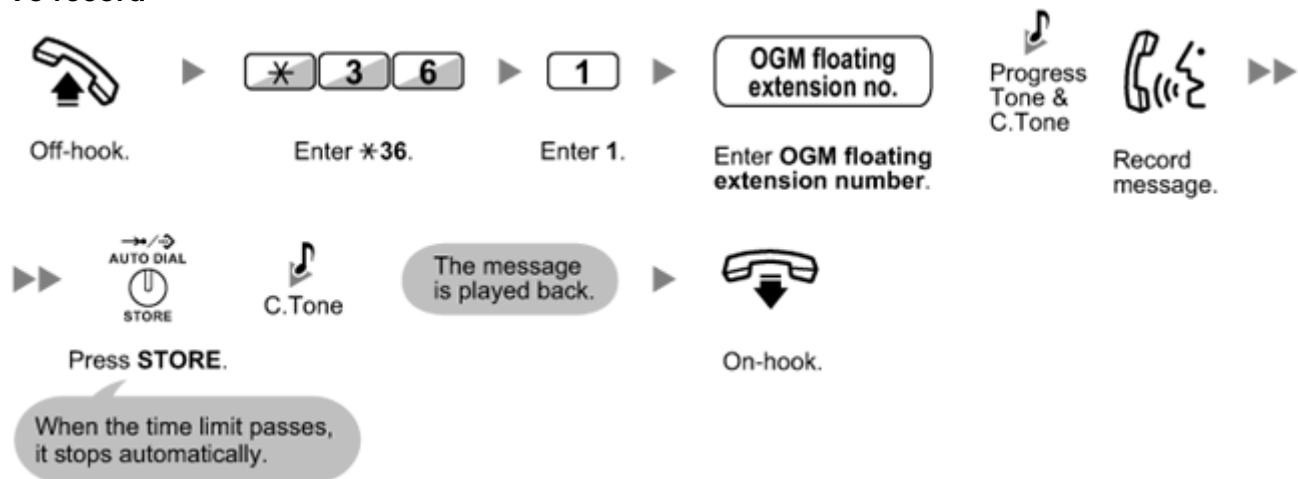 To record
✳ 3 6
1
OGM floating
extension no.
Progress
Tone &
C.Tone
Off-hook.
Enter ✳36.
Enter 1.
Enter OGM floating
extension number.
Record
message.
AUTO DIAL
STORE
C.Tone
The message
is played back.
Press STORE.
On-hook.
When the time limit passes,
it stops automatically.